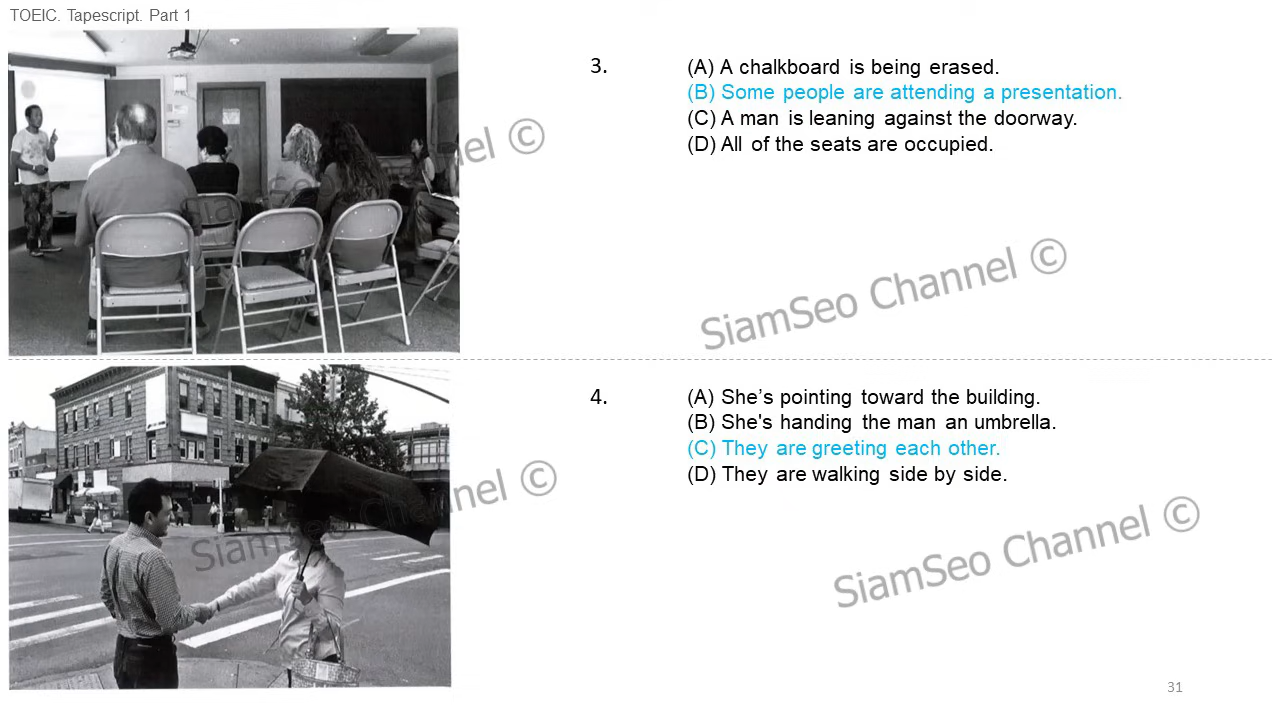 TOEIC. Tapescript. Part 1
3.
(A) A chalkboard is being erased.
(B) Some people are attending a presentation.
(C) A man is leaning against the doorway.
(D) All of the seats are occupied.
SiamSeo Channel ©
4.
(A) She’s pointing toward the building.
(B) She's handing the man an umbrella.
(C) They are greeting each other.
(D) They are walking side by side.
SiamSeo Channel ©
SiamSeo Channel ©
31